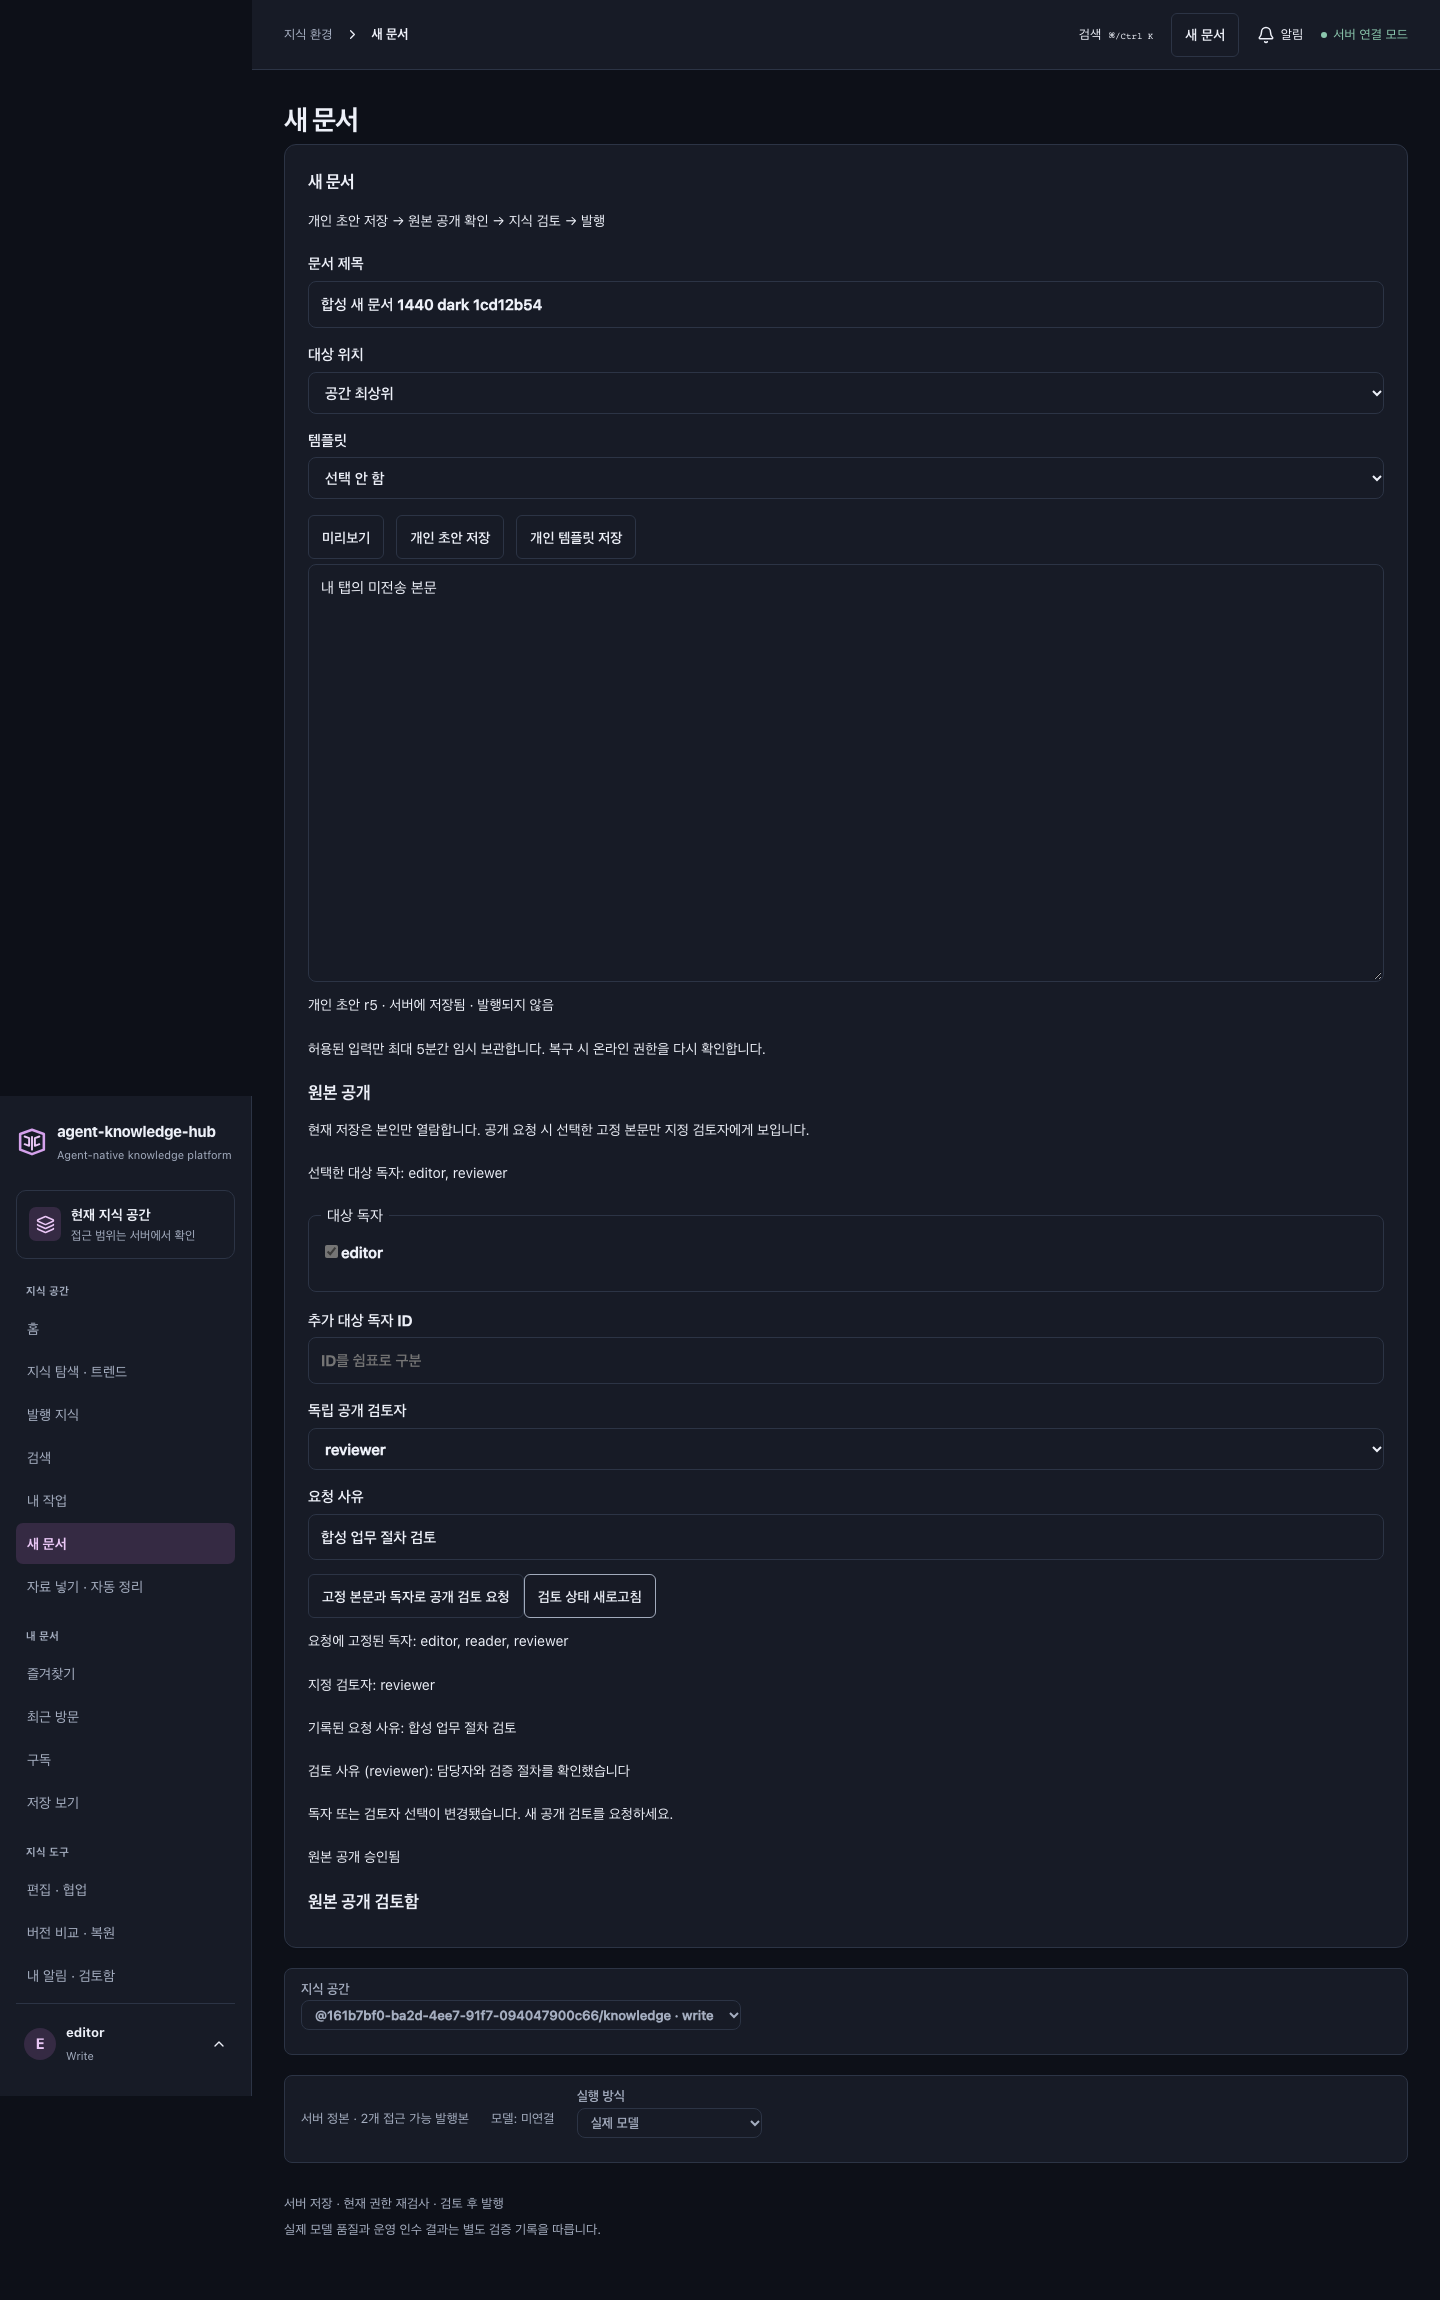 지식 환경 > 새 문서
검색 ⌘/Ctrl K
새 문서
알림
서버 연결 모드
새 문서
새 문서
개인 초안 저장 → 원본 공개 확인 → 지식 검토 → 발행
문서 제목
합성 새 문서 1440 dark 1cd12b54
대상 위치
공간 최상위
템플릿
선택 안 함
미리보기
개인 초안 저장
개인 템플릿 저장
내 탭의 미전송 본문
개인 초안 r5 · 서버에 저장됨 · 발행되지 않음
허용된 입력만 최대 5분간 임시 보관합니다. 복구 시 온라인 권한을 다시 확인합니다.
원본 공개
현재 저장은 본인만 열람합니다. 공개 요청 시 선택한 고정 본문만 지정 검토자에게 보입니다.
선택한 대상 독자: editor, reviewer
대상 독자
editor
추가 대상 독자 ID
ID를 쉼표로 구분
독립 공개 검토자
reviewer
요청 사유
합성 업무 절차 검토
고정 본문과 독자로 공개 검토 요청
검토 상태 새로고침
요청에 고정된 독자: editor, reader, reviewer
지정 검토자: reviewer
기록된 요청 사유: 합성 업무 절차 검토
검토 사유 (reviewer): 담당자와 검증 절차를 확인했습니다
독자 또는 검토자 선택이 변경됐습니다. 새 공개 검토를 요청하세요.
원본 공개 승인됨
원본 공개 검토함
지식 공간
@161b7bf0-ba2d-4ee7-91f7-094047900c66/knowledge · write
서버 정본 · 2개 접근 가능 발행본
모델: 미연결
실행 방식
실제 모델
서버 저장 · 현재 권한 재검사 · 검토 후 발행
실제 모델 품질과 운영 인수 결과는 별도 검증 기록을 따릅니다.
agent-knowledge-hub
Agent-native knowledge platform
현재 지식 공간
접근 범위는 서버에서 확인
지식 공간
홈
지식 탐색 · 트렌드
발행 지식
검색
내 작업
새 문서
자료 넣기 · 자동 정리
내 문서
즐겨찾기
최근 방문
구독
저장 보기
지식 도구
편집 · 협업
버전 비교 · 복원
내 알림 · 검토함
E
editor
Write